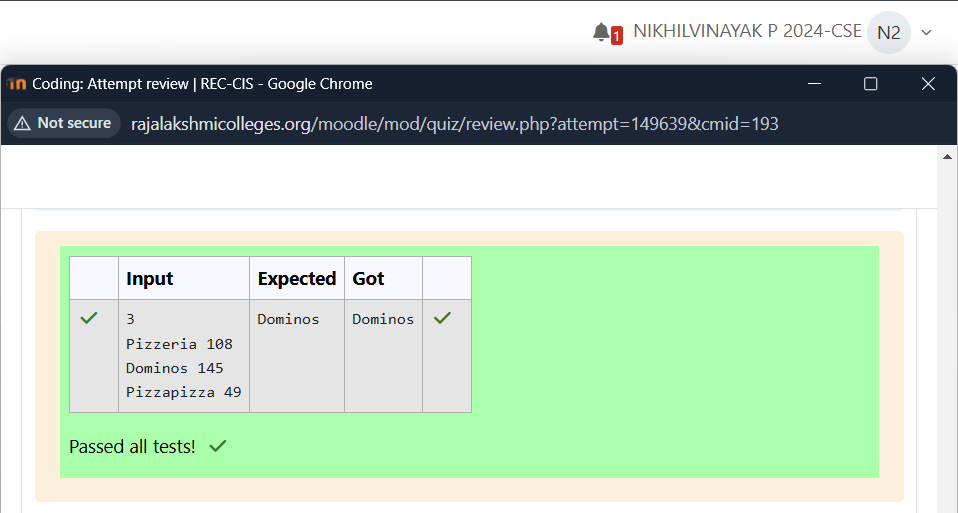 1 NIKHILVINAYAK P 2024-CSE N2
Coding: Attempt review | REC-CIS - Google Chrome
Not secure rajalakshmicolleges.org/moodle/mod/quiz/review.php?attempt=149639&cmid=193
Input Expected Got
3 Dominos Dominos
Pizzeria 108
Dominos 145
Pizzapizza 49
Passed all tests!